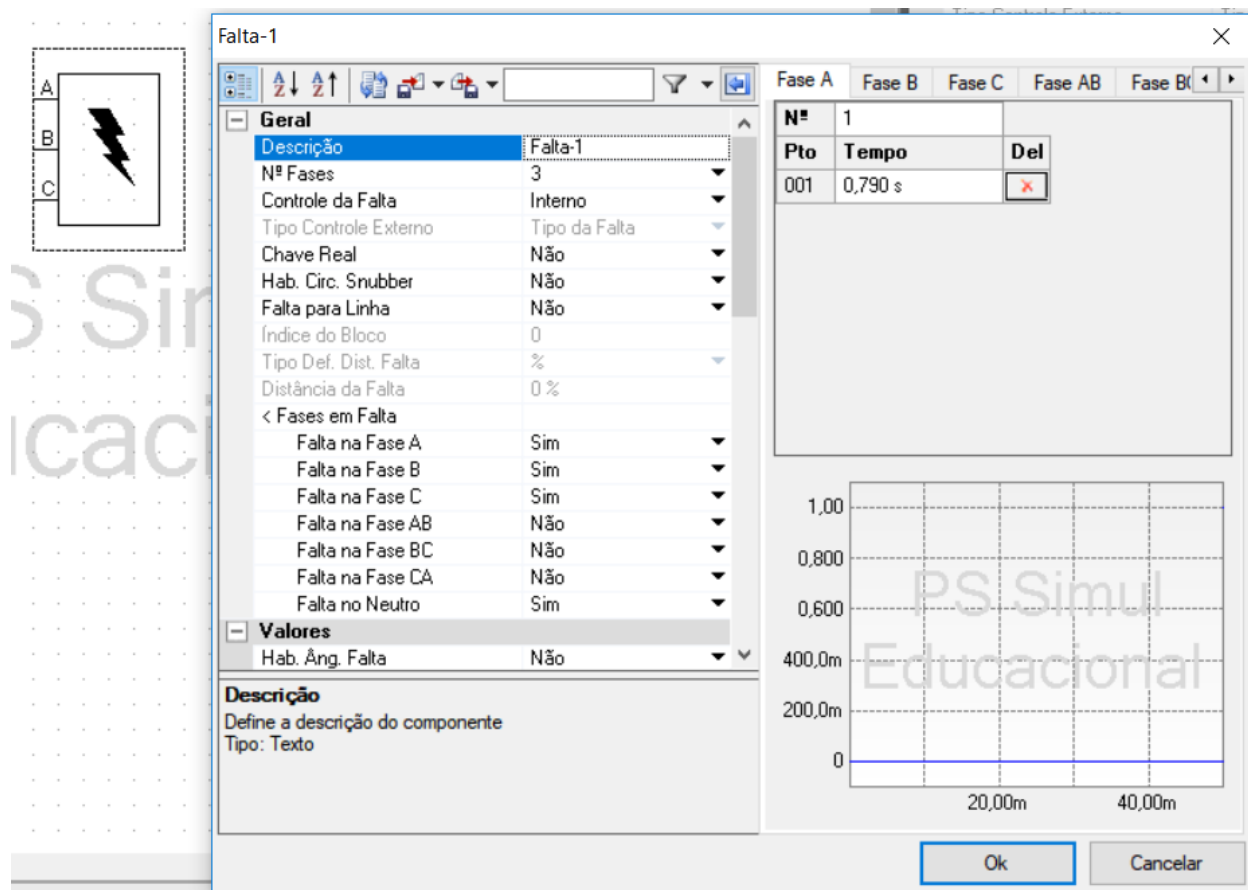 Falta-1
A
B
C
Geral
Descrição Falta-1
Nº Fases 3
Controle da Falta Interno
Tipo Controle Externo Tipo da Falta
Chave Real Não
Hab. Circ. Snubber Não
Falta para Linha Não
Índice do Bloco 0
Tipo Def. Dist. Falta %
Distância da Falta 0 %
< Fases em Falta
Falta na Fase A Sim
Falta na Fase B Sim
Falta na Fase C Sim
Falta na Fase AB Não
Falta na Fase BC Não
Falta na Fase CA Não
Falta no Neutro Sim
Valores
Hab. Âng. Falta Não
Descrição
Define a descrição do componente
Tipo: Texto
Fase A Fase B Fase C Fase AB Fase BC
Nº 1
Pto Tempo Del
001 0,790 s
1,00
0,800
0,600
400,0m
200,0m
0
20,00m 40,00m
PS Simul
Educacional
Ok Cancelar